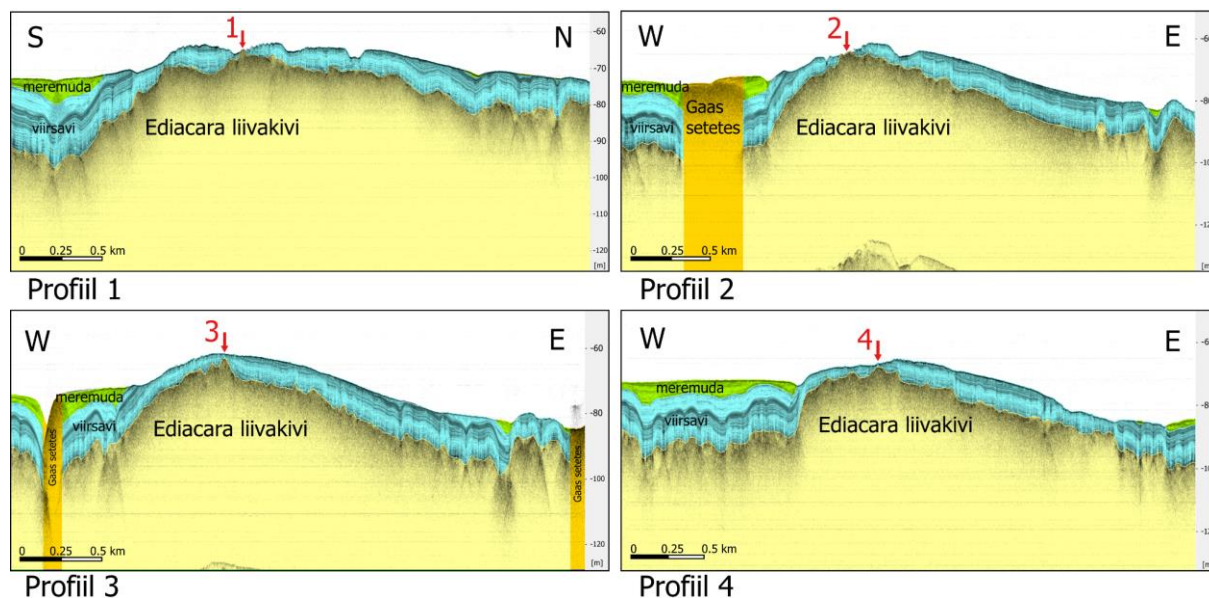 S
1
N
meremuda
viirsavi
Ediacara liivakivi
0 0.25 0.5 km
-60
-70
-80
-90
-100
-110
-120
[m]
Profiil 1
W
2
E
meremuda
viirsavi
Gaas
setetes
Ediacara liivakivi
0 0.25 0.5 km
[m]
Profiil 2
W
3
E
meremuda
viirsavi
Gaas setetes
Ediacara liivakivi
Gaas setetes
0 0.25 0.5 km
-60
-80
-100
-120
[m]
Profiil 3
W
4
E
meremuda
viirsavi
Ediacara liivakivi
0 0.25 0.5 km
[m]
Profiil 4